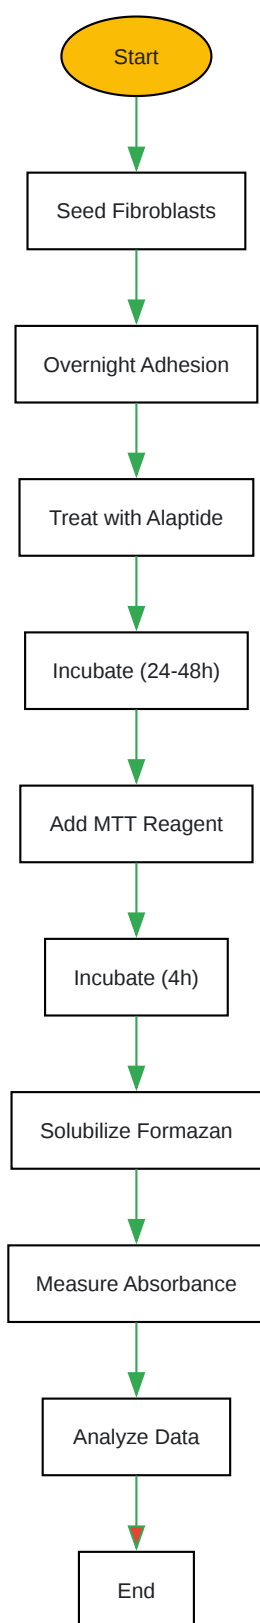 Start
Seed Fibroblasts
Overnight Adhesion
Treat with Alaptide
Incubate (24-48h)
Add MTT Reagent
Incubate (4h)
Solubilize Formazan
Measure Absorbance
Analyze Data
End